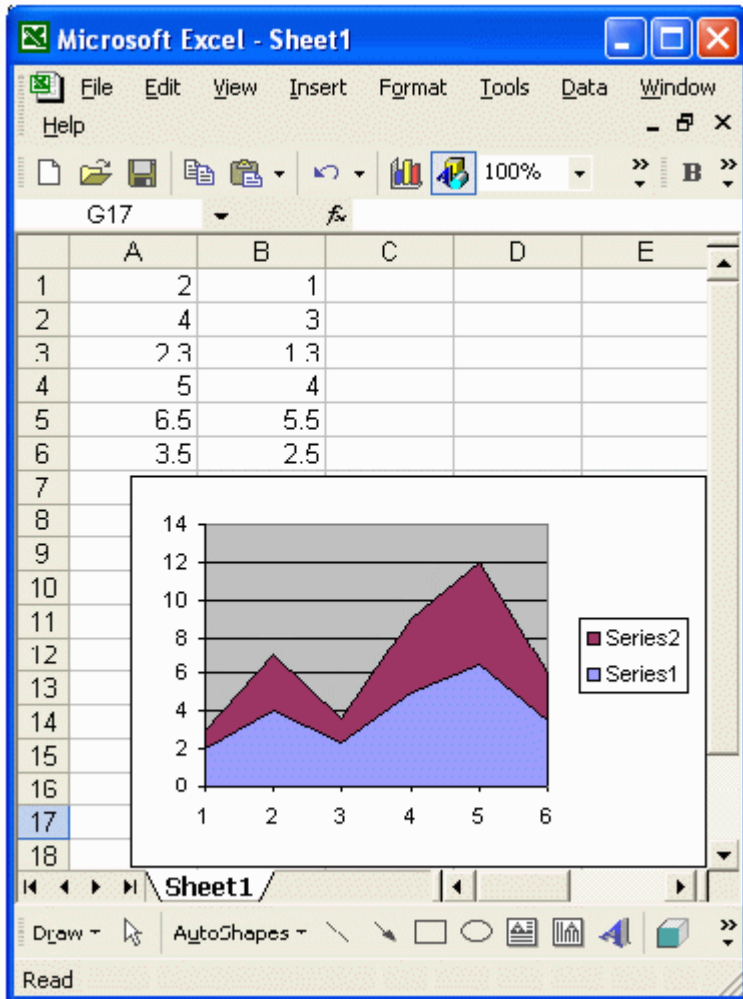 Microsoft Excel - Sheet1
File Edit View Insert Format Tools Data Window
Help
100% B
G17 fx
A B C D E
1 2 1
2 4 3
3 2.3 1.3
4 5 4
5 6.5 5.5
6 3.5 2.5
7
8
9
10
11
12
13
14
15
16
17
18
14
12
10
8
6
4
2
0
1 2 3 4 5 6
Series2
Series1
Sheet1
Draw AutoShapes
Read